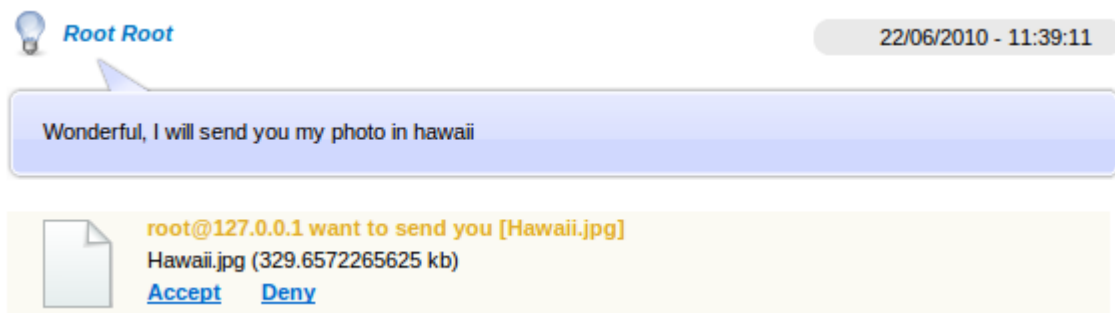 Root Root
22/06/2010 - 11:39:11
Wonderful, I will send you my photo in hawaii
root@127.0.0.1 want to send you [Hawaii.jpg]
Hawaii.jpg (329.6572265625 kb)
Accept Deny